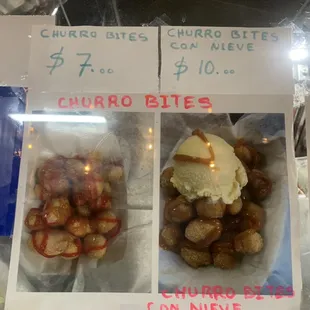 CHURRO BITES
$7.00
CHURRO BITES
CON NIEVE
$10.00
CHURRO BITES
CHURRO BITES
CON NIEVE